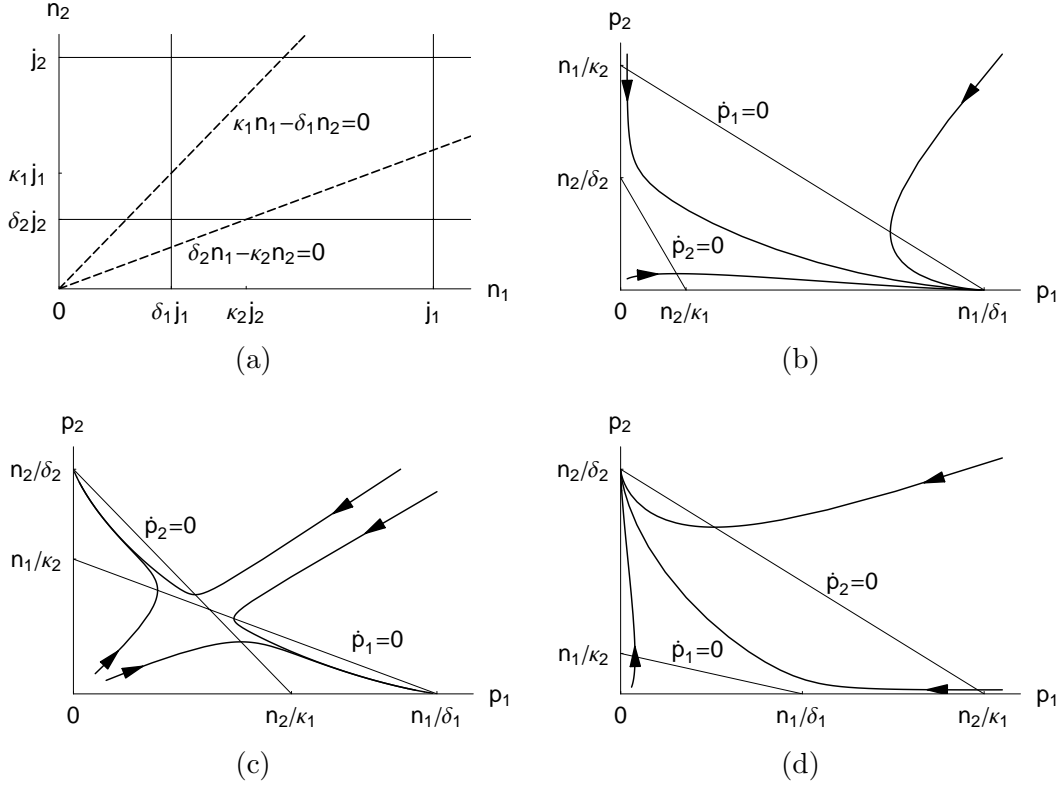 n₂
j₂
κ₁n₁−δ₁n₂=0
κ₁j₁
δ₂j₂
δ₂n₁−κ₂n₂=0
n₁
0 δ₁j₁ κ₂j₂ j₁
(a)
p₂
n₁/κ₂
ṗ₁=0
n₂/δ₂
ṗ₂=0
p₁
0 n₂/κ₁ n₁/δ₁
(b)
p₂
n₂/δ₂
ṗ₂=0
n₁/κ₂
ṗ₁=0
p₁
0 n₂/κ₁ n₁/δ₁
(c)
p₂
n₂/δ₂
ṗ₂=0
n₁/κ₂
ṗ₁=0
p₁
0 n₁/δ₁ n₂/κ₁
(d)